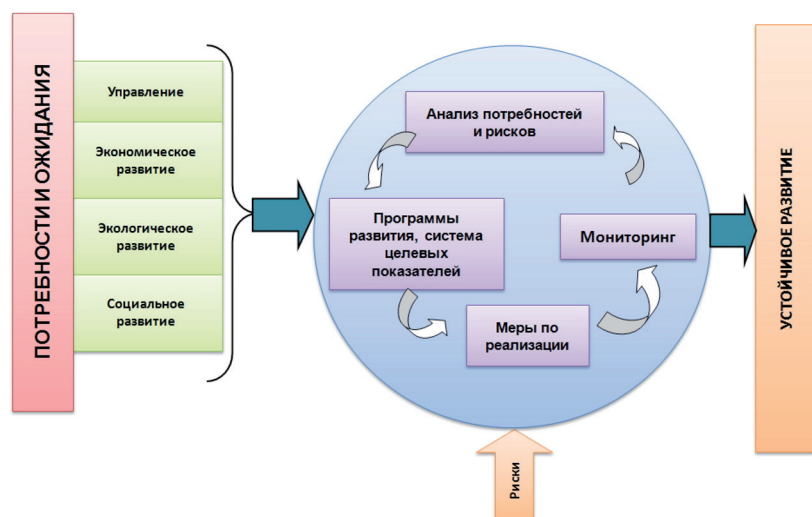 ПОТРЕБНОСТИ И ОЖИДАНИЯ
Управление
Экономическое
развитие
Экологическое
развитие
Социальное
развитие
Анализ потребностей
и рисков
Программы
развития, система
целевых
показателей
Мониторинг
Меры по
реализации
Риски
УСТОЙЧИВОЕ РАЗВИТИЕ